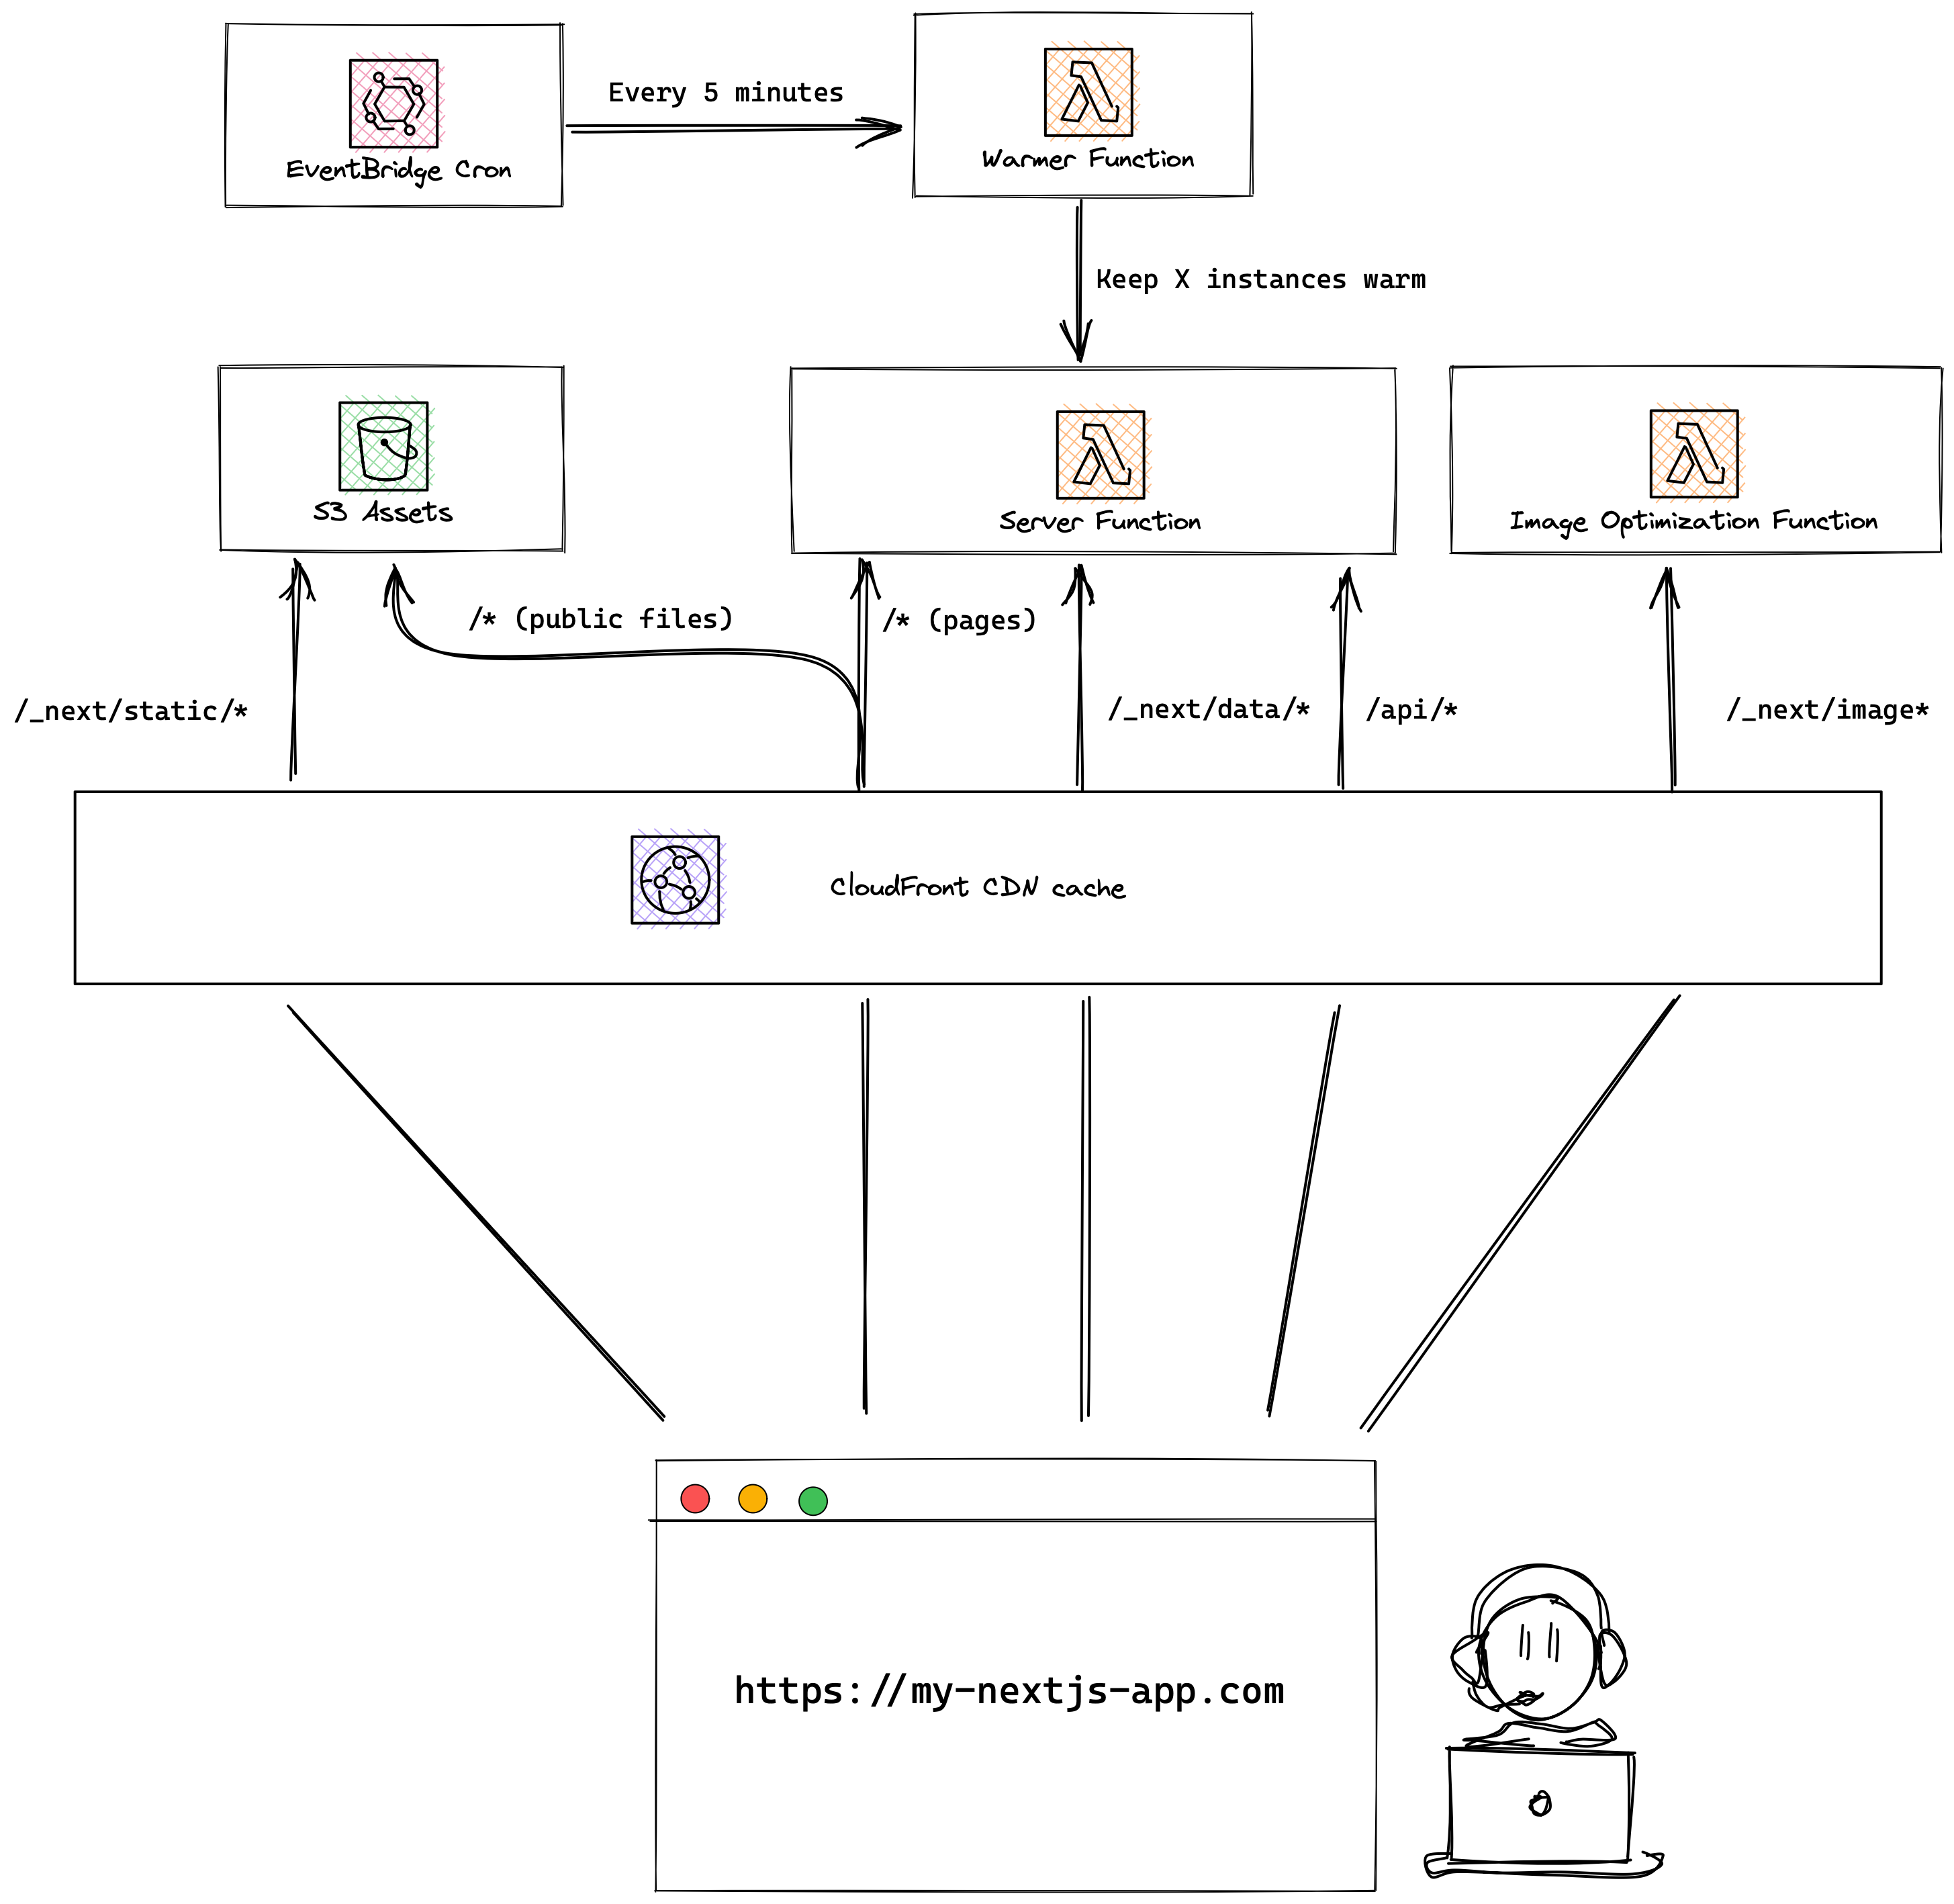 Every 5 minutes
EventBridge Cron
Warmer Function
Keep X instances warm
S3 Assets
Server Function
Image Optimization Function
/* (public files)
/* (pages)
/_next/static/*
/_next/data/*
/api/*
/_next/image*
CloudFront CDN cache
https://my-nextjs-app.com